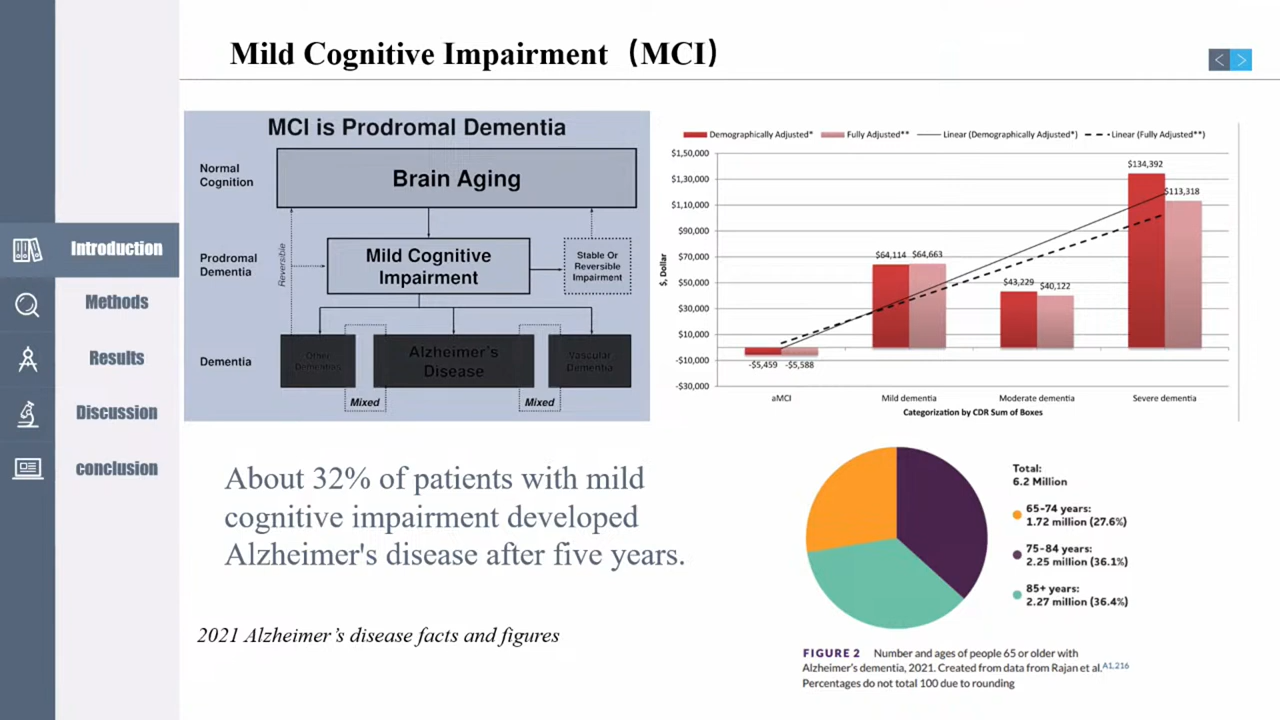 Mild Cognitive Impairment（MCI）
Introduction
Methods
Results
Discussion
conclusion
MCI is Prodromal Dementia
Normal
Cognition
Brain Aging
Reversible
Prodromal
Dementia
Mild Cognitive
Impairment
Stable Or
Reversible
Impairment
Dementia
Other
Dementias
Alzheimer's
Disease
Vascular
Dementia
Mixed
Mixed
Demographically Adjusted*
Fully Adjusted**
Linear (Demographically Adjusted*)
Linear (Fully Adjusted**)
$, Dollar
$1,50,000
$1,30,000
$1,10,000
$90,000
$70,000
$50,000
$30,000
$10,000
-$10,000
-$30,000
-$5,459
-$5,588
$64,114
$64,663
$43,229
$40,122
$134,392
$113,318
aMCI
Mild dementia
Moderate dementia
Severe dementia
Categorization by CDR Sum of Boxes
About 32% of patients with mild
cognitive impairment developed
Alzheimer's disease after five years.
2021 Alzheimer’s disease facts and figures
Total:
6.2 Million
65–74 years:
1.72 million (27.6%)
75–84 years:
2.25 million (36.1%)
85+ years:
2.27 million (36.4%)
FIGURE 2 Number and ages of people 65 or older with
Alzheimer’s dementia, 2021. Created from data from Rajan et al.A1,216
Percentages do not total 100 due to rounding